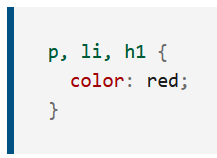 p, li, h1 {
  color: red;
}